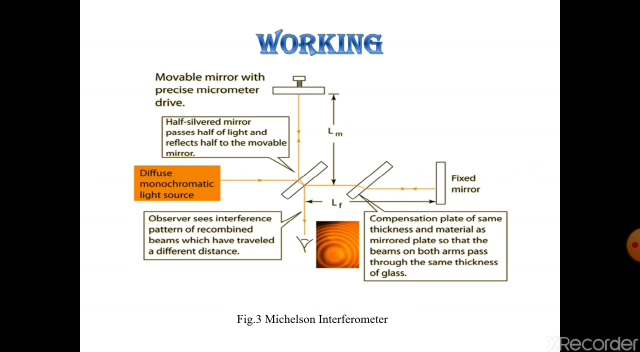 WORKING
Movable mirror with
precise micrometer
drive.
Half-silvered mirror
passes half of light and
reflects half to the movable
mirror.
L m
Diffuse
monochromatic
light source
Fixed
mirror
L f
Observer sees interference
pattern of recombined
beams which have traveled
a different distance.
Compensation plate of same
thickness and material as
mirrored plate so that the
beams on both arms pass
through the same thickness
of glass.
Fig.3 Michelson Interferometer
XRecorder